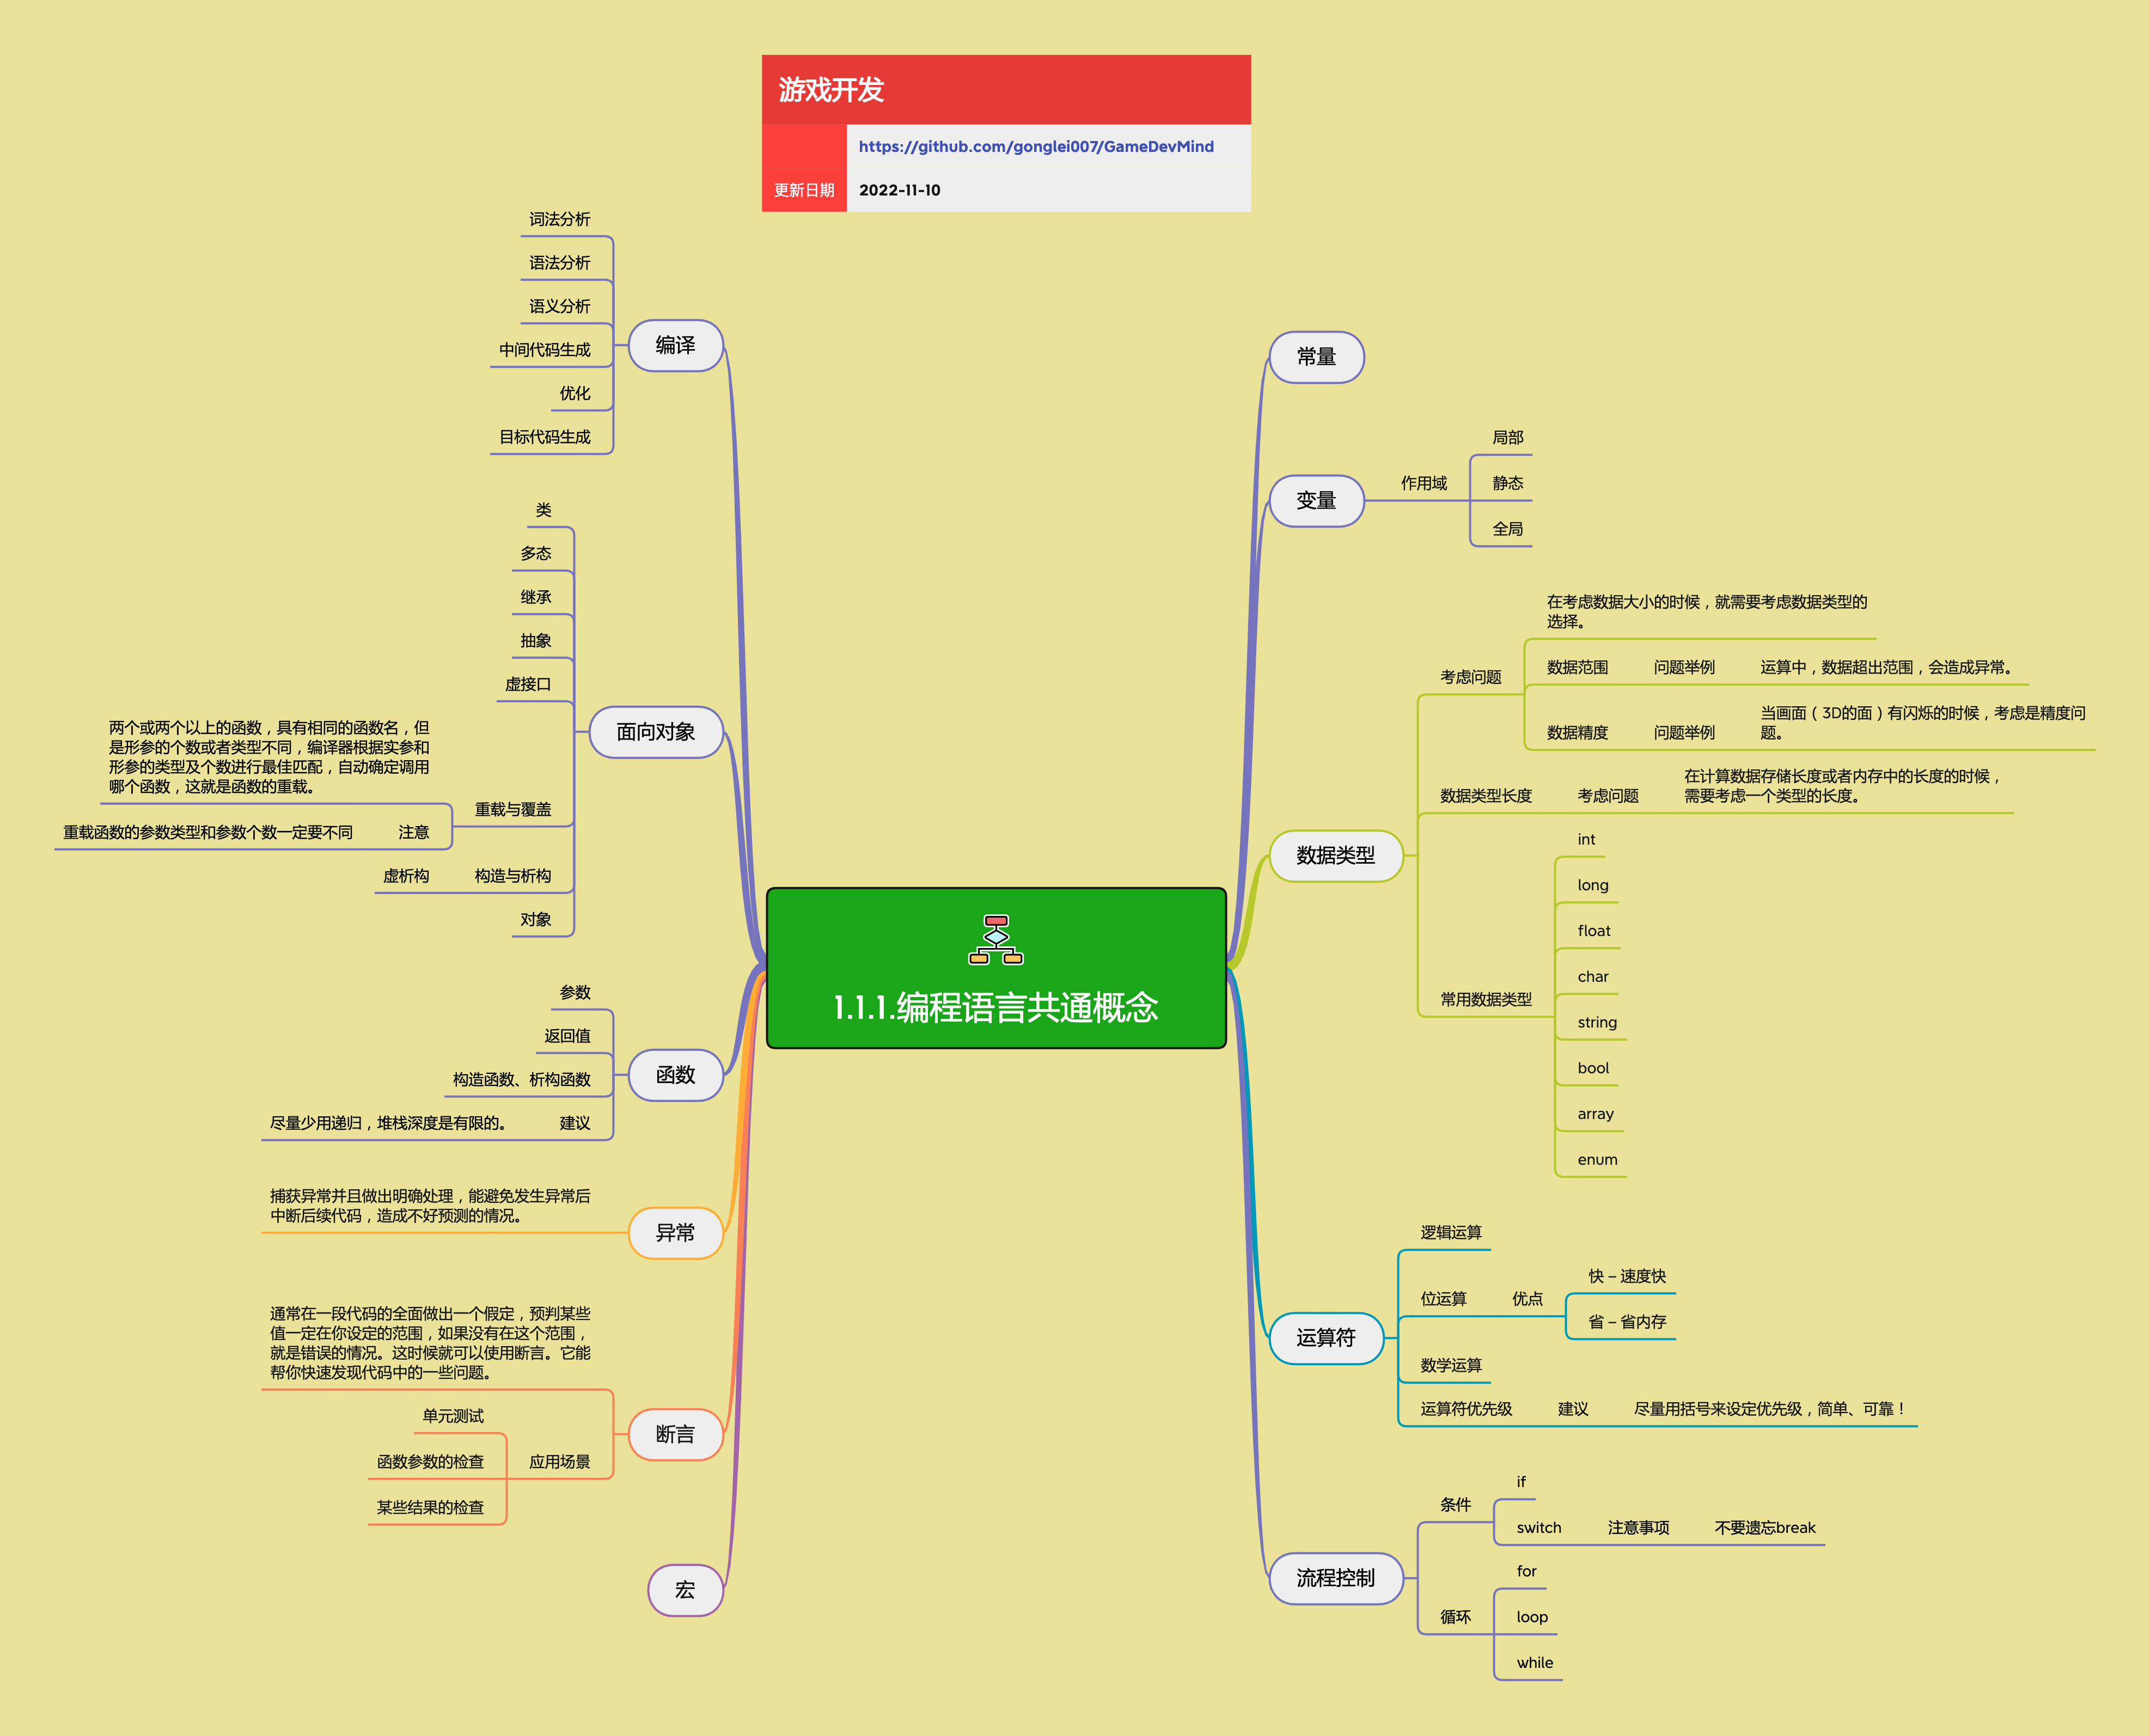 游戏开发
https://github.com/gonglei007/GameDevMind
更新日期
2022-11-10
1.1.1.编程语言共通概念
常量
变量
作用域
局部
静态
全局
数据类型
考虑问题
在考虑数据大小的时候，就需要考虑数据类型的
选择。
数据范围
问题举例
运算中，数据超出范围，会造成异常。
数据精度
问题举例
当画面（3D的面）有闪烁的时候，考虑是精度问
题。
数据类型长度
考虑问题
在计算数据存储长度或者内存中的长度的时候，
需要考虑一个类型的长度。
常用数据类型
int
long
float
char
string
bool
array
enum
运算符
逻辑运算
位运算
优点
快 – 速度快
省 – 省内存
数学运算
运算符优先级
建议
尽量用括号来设定优先级，简单、可靠！
流程控制
条件
if
switch
注意事项
不要遗忘break
循环
for
loop
while
编译
词法分析
语法分析
语义分析
中间代码生成
优化
目标代码生成
面向对象
类
多态
继承
抽象
虚接口
重载与覆盖
两个或两个以上的函数，具有相同的函数名，但
是形参的个数或者类型不同，编译器根据实参和
形参的类型及个数进行最佳匹配，自动确定调用
哪个函数，这就是函数的重载。
注意
重载函数的参数类型和参数个数一定要不同
构造与析构
虚析构
对象
函数
参数
返回值
构造函数、析构函数
建议
尽量少用递归，堆栈深度是有限的。
异常
捕获异常并且做出明确处理，能避免发生异常后
中断后续代码，造成不好预测的情况。
断言
通常在一段代码的全面做出一个假定，预判某些
值一定在你设定的范围，如果没有在这个范围，
就是错误的情况。这时候就可以使用断言。它能
帮你快速发现代码中的一些问题。
应用场景
单元测试
函数参数的检查
某些结果的检查
宏